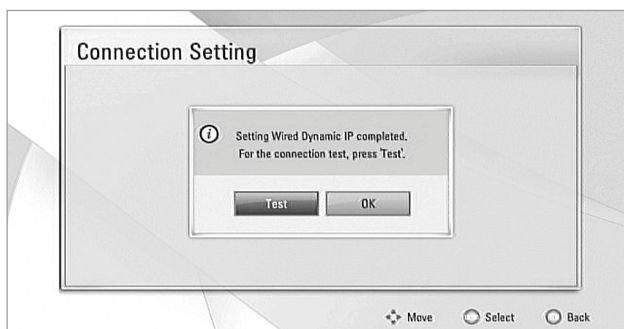 Connection Setting
Setting Wired Dynamic IP completed.
For the connection test, press 'Test'.
Test OK
Move Select Back